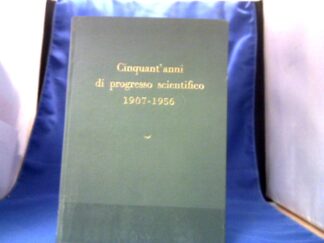 Cinquant'anni
di progresso scientifico
1907-1956